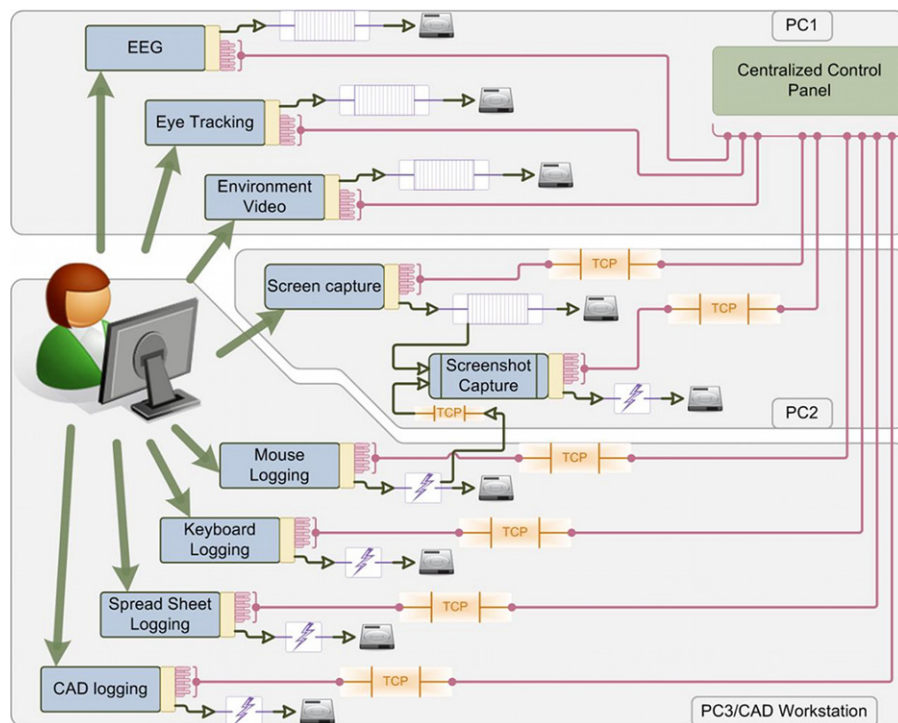 PC1
EEG
Centralized Control
Panel
Eye Tracking
Environment
Video
Screen capture
TCP
TCP
Screenshot
Capture
TCP
PC2
Mouse
Logging
TCP
Keyboard
Logging
TCP
Spread Sheet
Logging
TCP
CAD logging
TCP
PC3/CAD Workstation